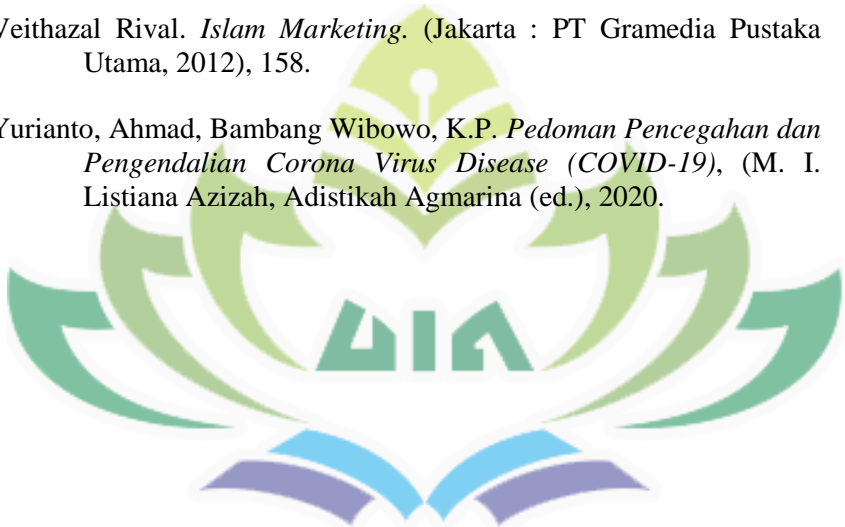 Veithazal Rival. Islam Marketing. (Jakarta : PT Gramedia Pustaka
Utama, 2012), 158.
Yurianto, Ahmad, Bambang Wibowo, K.P. Pedoman Pencegahan dan
Pengendalian Corona Virus Disease (COVID-19), (M. I.
Listiana Azizah, Adistikah Agmarina (ed.), 2020.
UIN